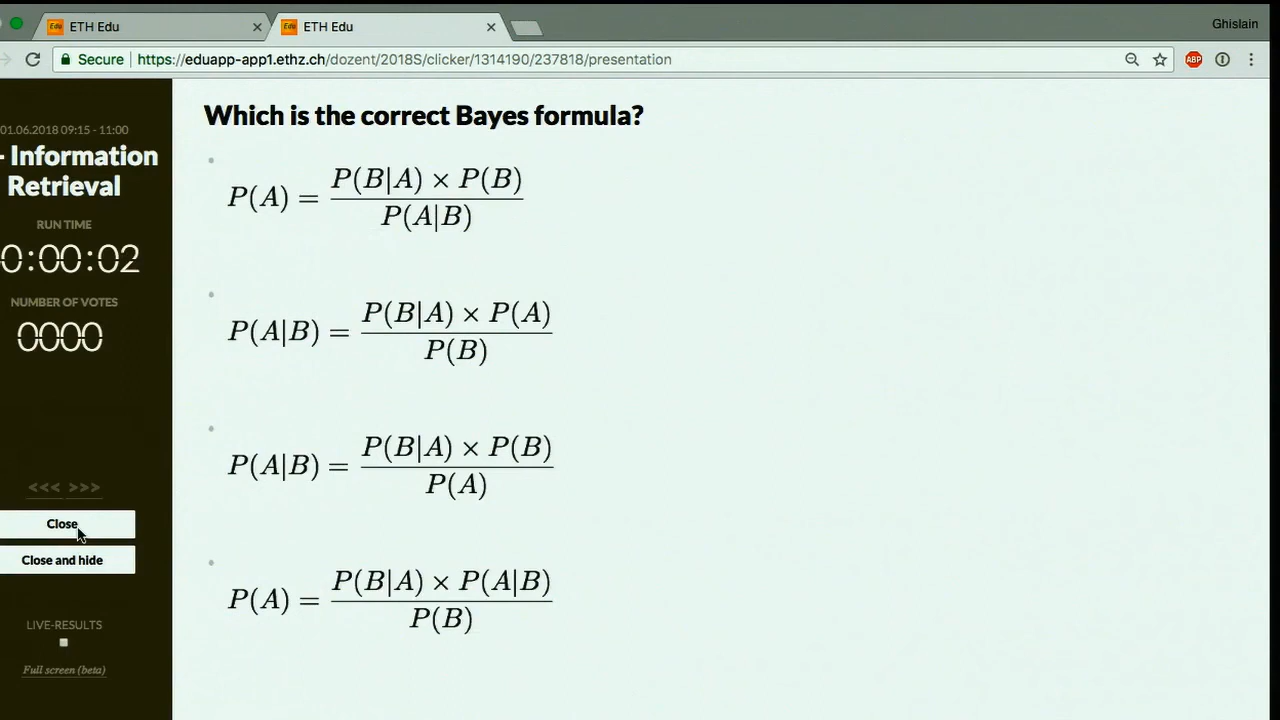 ETH Edu
ETH Edu
Ghislain
Secure
https://eduapp-app1.ethz.ch/dozent/2018S/clicker/1314190/237818/presentation
ABP
01.06.2018 09:15 - 11:00
- Information
Retrieval
RUN TIME
0:00:02
NUMBER OF VOTES
0000
<<< >>>
Close
Close and hide
LIVE-RESULTS
Full screen (beta)
Which is the correct Bayes formula?
P(A) = P(B|A) × P(B) / P(A|B)
P(A|B) = P(B|A) × P(A) / P(B)
P(A|B) = P(B|A) × P(B) / P(A)
P(A) = P(B|A) × P(A|B) / P(B)